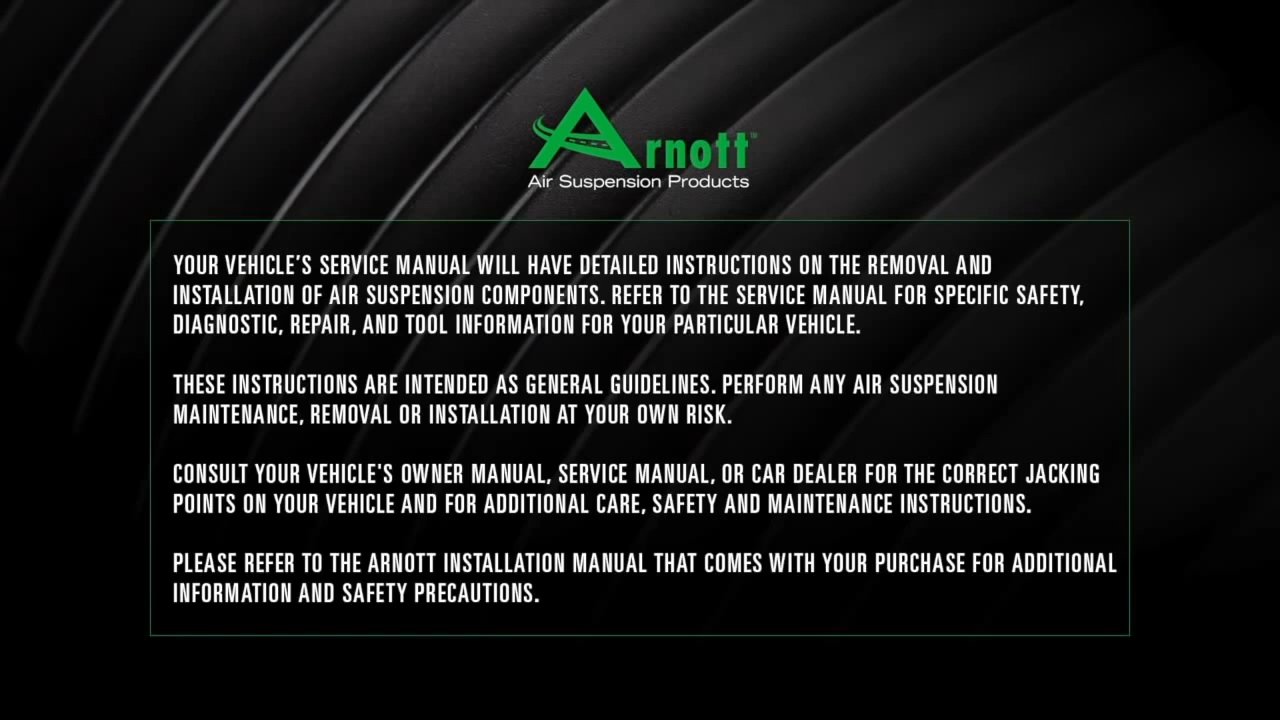 Arnott™
Air Suspension Products
YOUR VEHICLE’S SERVICE MANUAL WILL HAVE DETAILED INSTRUCTIONS ON THE REMOVAL AND
INSTALLATION OF AIR SUSPENSION COMPONENTS. REFER TO THE SERVICE MANUAL FOR SPECIFIC SAFETY,
DIAGNOSTIC, REPAIR, AND TOOL INFORMATION FOR YOUR PARTICULAR VEHICLE.
THESE INSTRUCTIONS ARE INTENDED AS GENERAL GUIDELINES. PERFORM ANY AIR SUSPENSION
MAINTENANCE, REMOVAL OR INSTALLATION AT YOUR OWN RISK.
CONSULT YOUR VEHICLE'S OWNER MANUAL, SERVICE MANUAL, OR CAR DEALER FOR THE CORRECT JACKING
POINTS ON YOUR VEHICLE AND FOR ADDITIONAL CARE, SAFETY AND MAINTENANCE INSTRUCTIONS.
PLEASE REFER TO THE ARNOTT INSTALLATION MANUAL THAT COMES WITH YOUR PURCHASE FOR ADDITIONAL
INFORMATION AND SAFETY PRECAUTIONS.